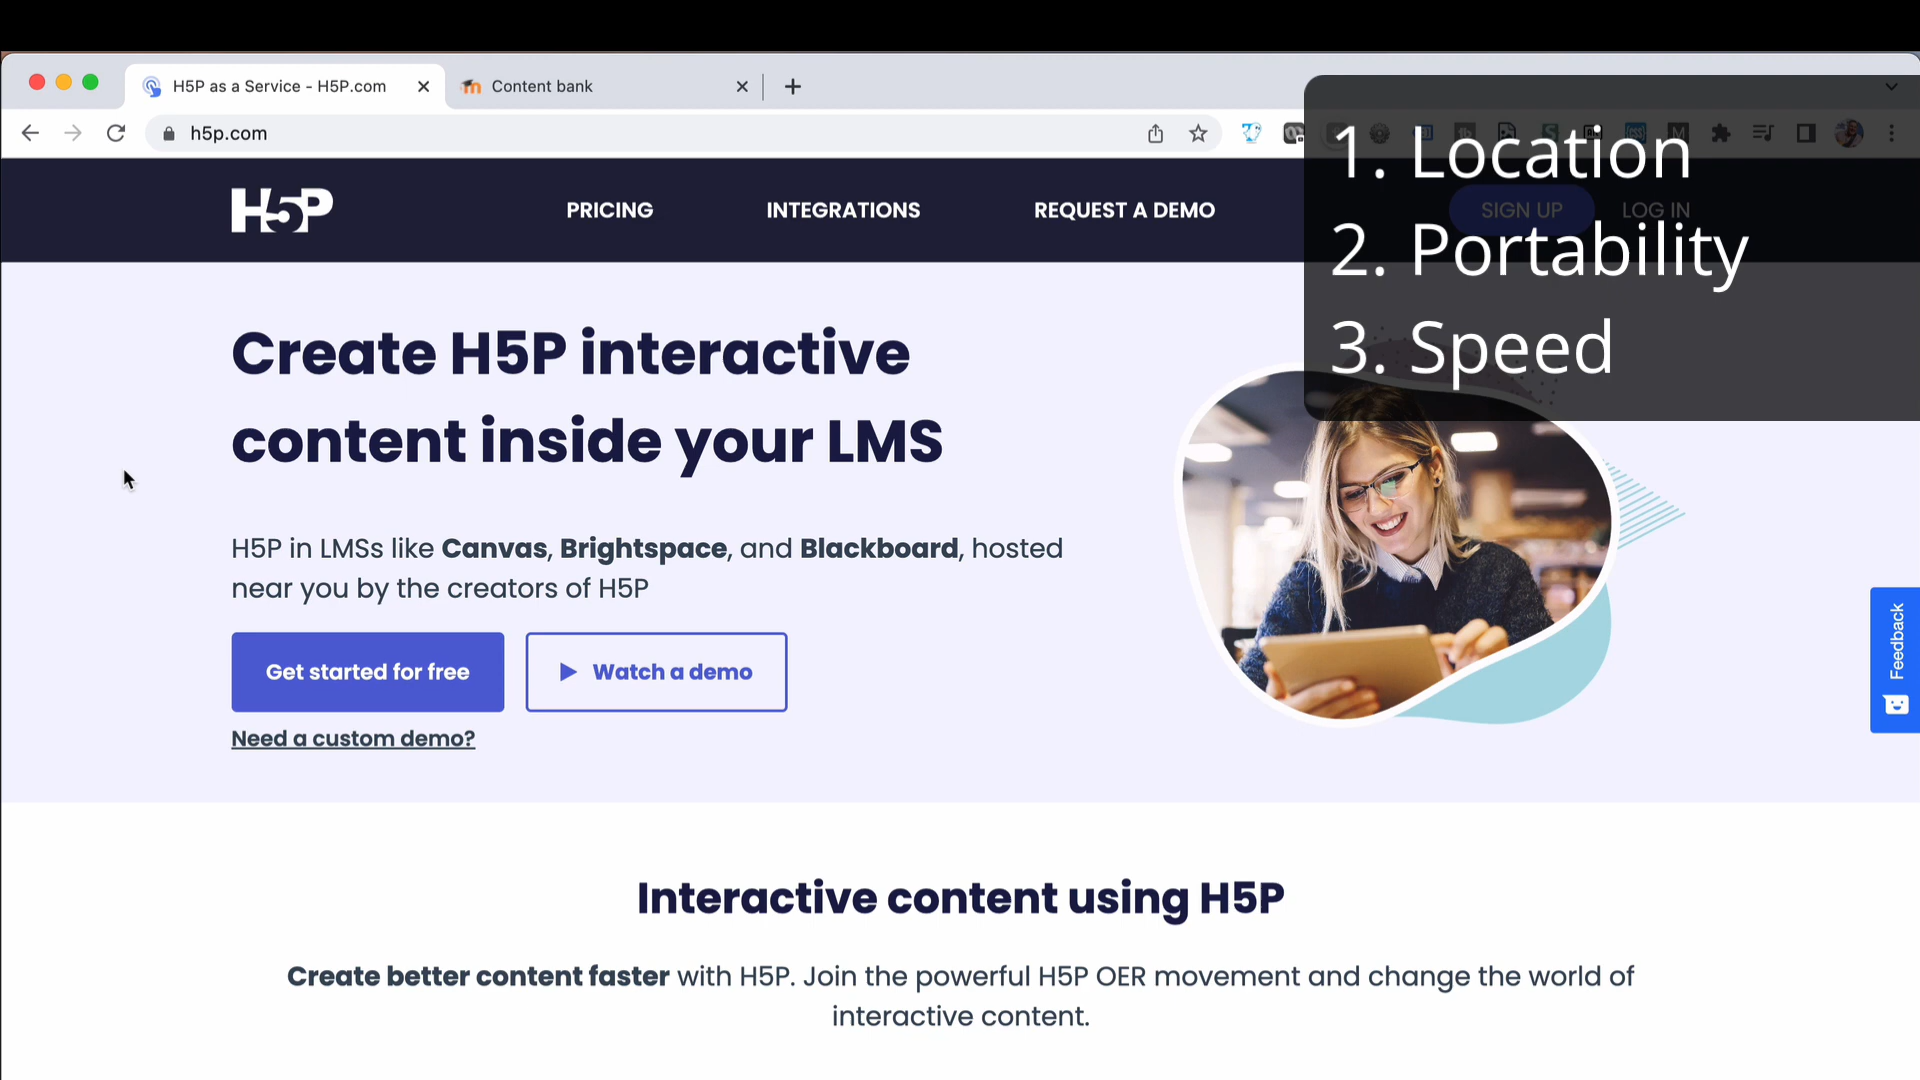 H5P as a Service - H5P.com
Content bank
h5p.com
1. Location
2. Portability
3. Speed
H5P
PRICING
INTEGRATIONS
REQUEST A DEMO
SIGN UP
LOG IN
Create H5P interactive
content inside your LMS
H5P in LMSs like Canvas, Brightspace, and Blackboard, hosted
near you by the creators of H5P
Get started for free
Watch a demo
Need a custom demo?
Feedback
Interactive content using H5P
Create better content faster with H5P. Join the powerful H5P OER movement and change the world of
interactive content.